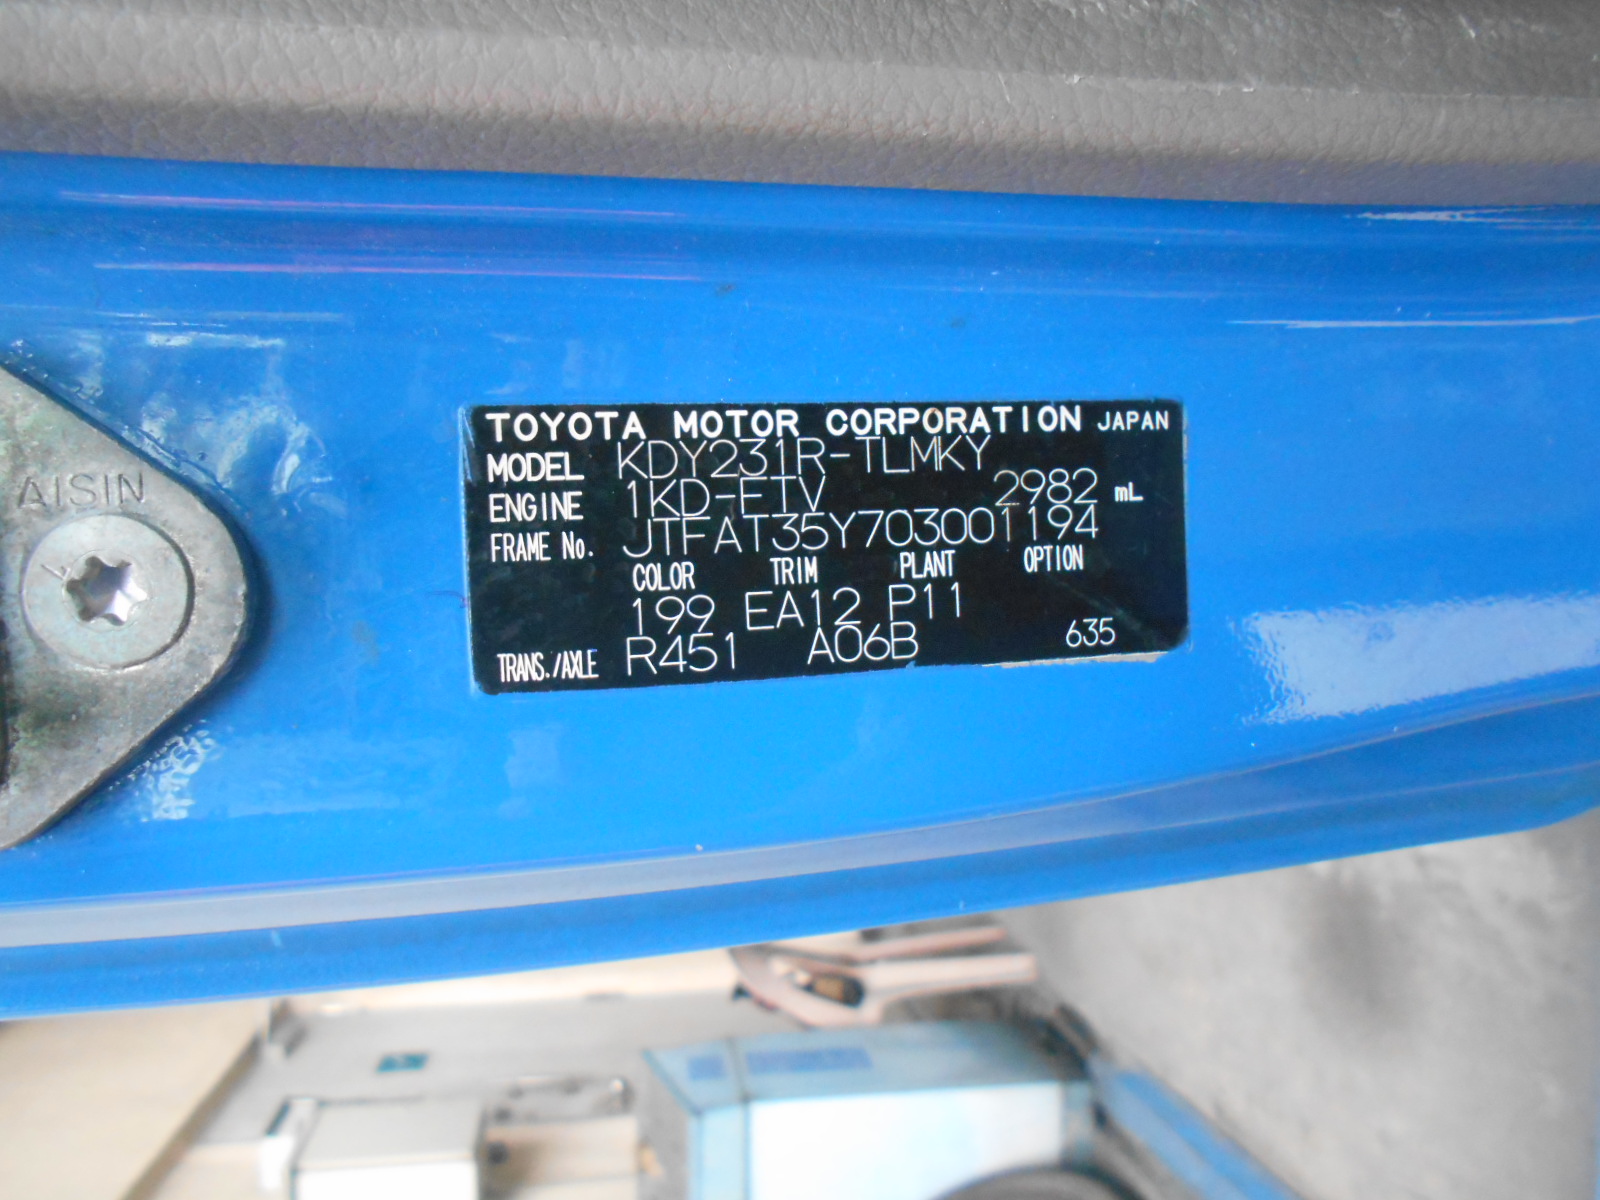 TOYOTA MOTOR CORPORATION JAPAN
MODEL KDY231R-TLMKY
ENGINE 1KD-FTV 2982 mL
FRAME No. JTFAT35Y703001194
COLOR TRIM PLANT OPTION
199 EA12 P11
TRANS./AXLE R451 A06B 635
AISIN